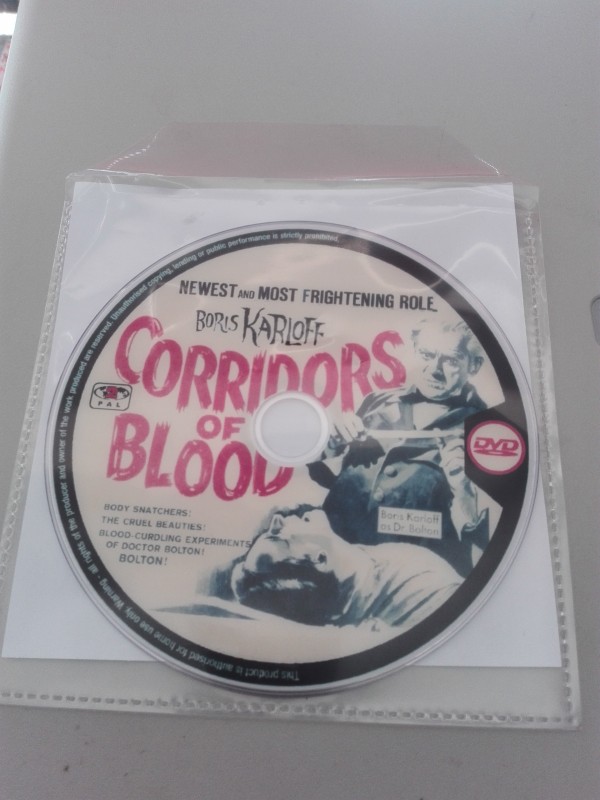 NEWEST AND MOST FRIGHTENING ROLE
BORIS KARLOFF
CORRIDORS
OF
BLOOD
PAL
DVD
BODY SNATCHERS!
THE CRUEL BEAUTIES!
BLOOD-CURDLING EXPERIMENTS
OF DOCTOR BOLTON!
BOLTON!
Boris Karloff
as Dr. Bolton
This product is authorised for home use only. Warning - all rights of the producer and owner of the work produced are reserved. Unauthorised copying, lending or public performance is strictly prohibited.